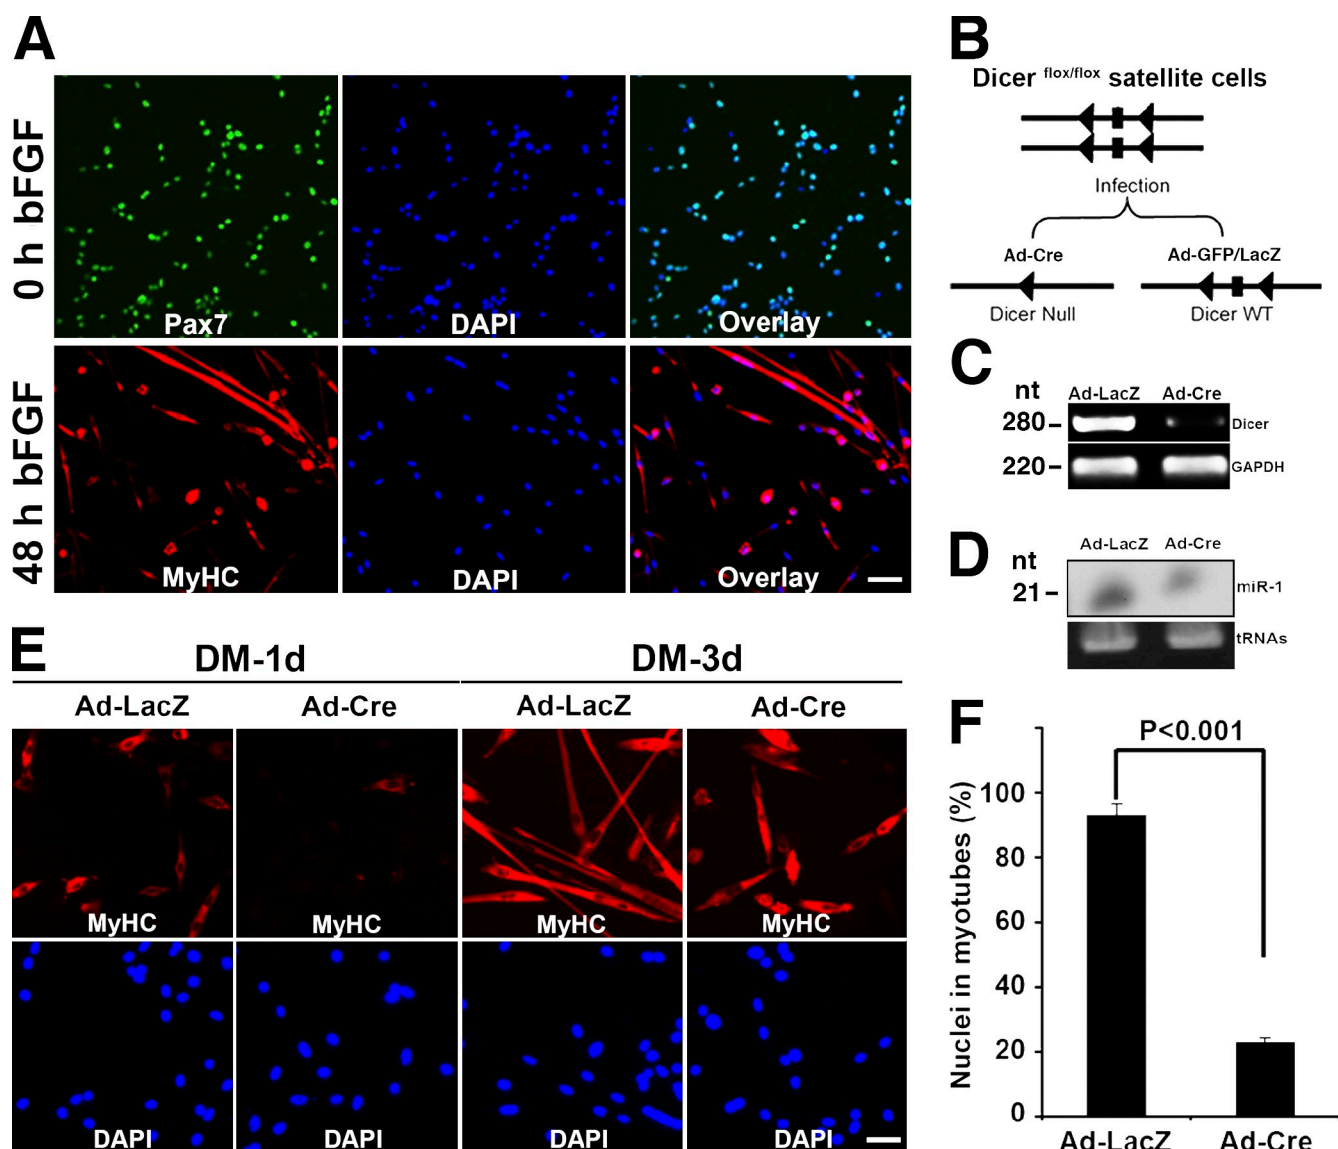 A
0 h bFGF
Pax7
DAPI
Overlay
48 h bFGF
MyHC
DAPI
Overlay
B
Dicer flox/flox satellite cells
Infection
Ad-Cre
Ad-GFP/LacZ
Dicer Null
Dicer WT
C
nt
Ad-LacZ
Ad-Cre
280
Dicer
220
GAPDH
D
nt
Ad-LacZ
Ad-Cre
21
miR-1
tRNAs
E
DM-1d
DM-3d
Ad-LacZ
Ad-Cre
Ad-LacZ
Ad-Cre
MyHC
MyHC
MyHC
MyHC
DAPI
DAPI
DAPI
DAPI
F
P<0.001
Nuclei in myotubes (%)
100
80
60
40
20
0
Ad-LacZ
Ad-Cre